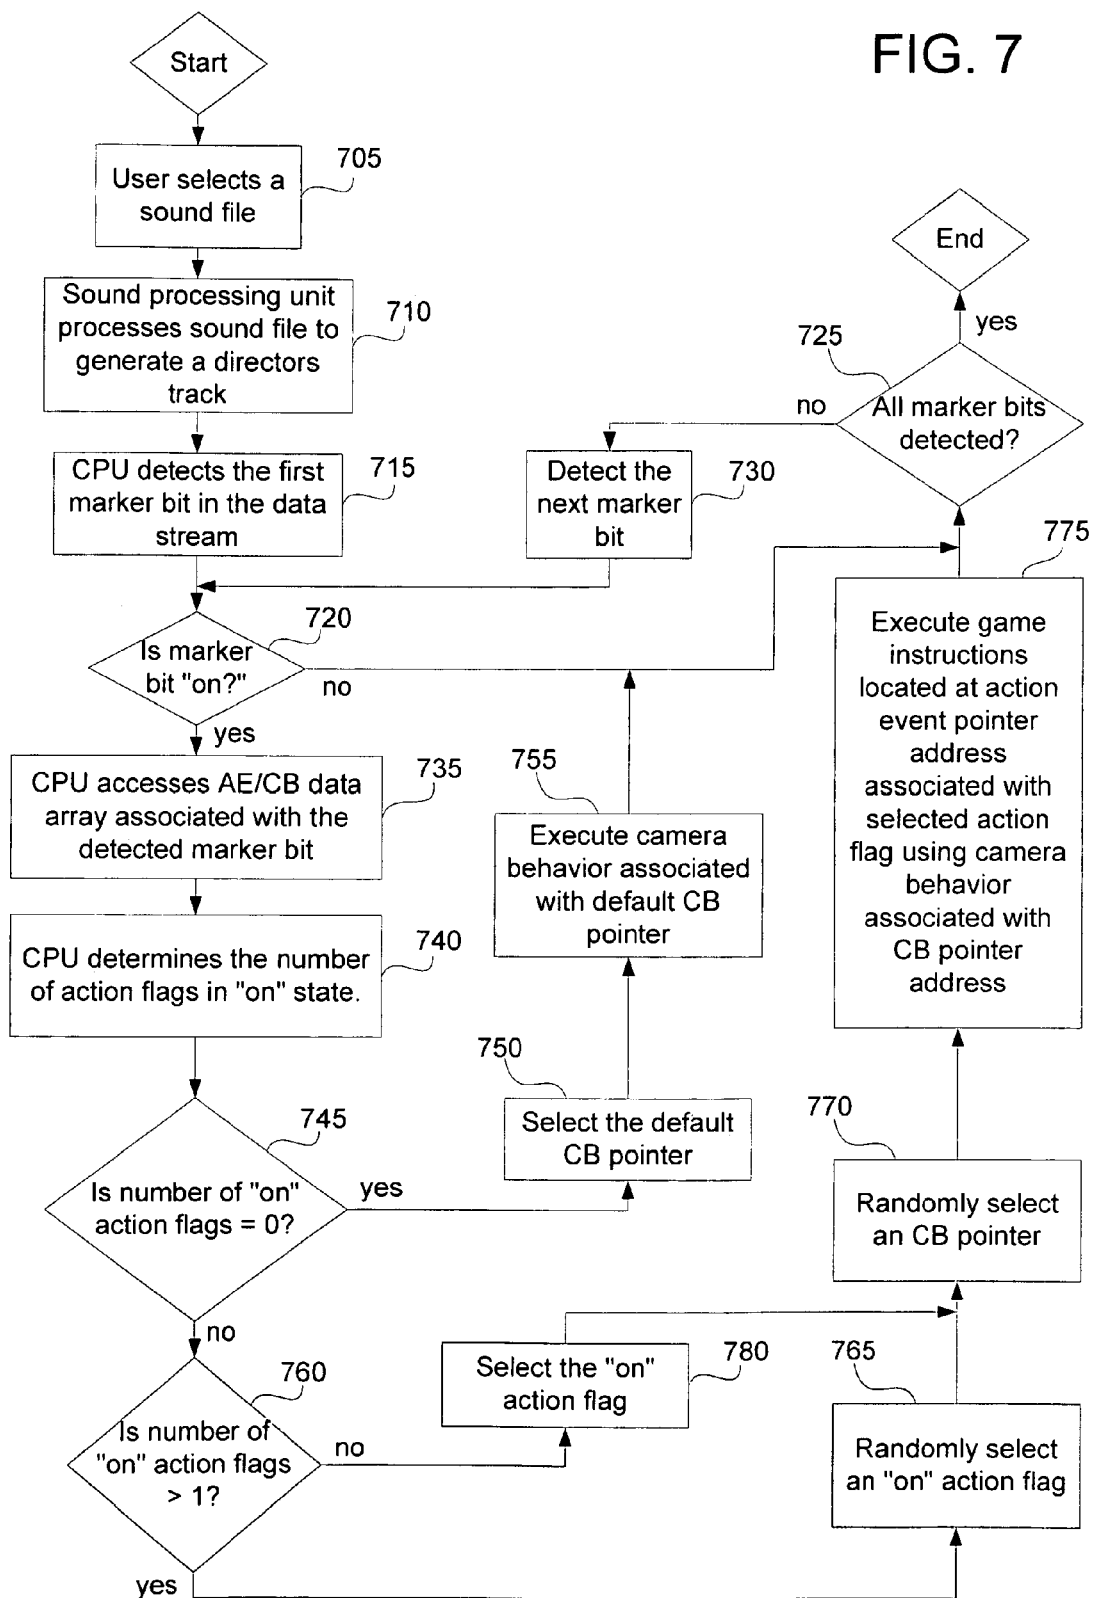 FIG. 7
Start
705
User selects a
sound file
710
Sound processing unit
processes sound file to
generate a directors
track
715
CPU detects the first
marker bit in the data
stream
720
Is marker
bit "on?"
no
yes
End
yes
725
All marker bits
detected?
no
730
Detect the
next marker
bit
735
CPU accesses AE/CB data
array associated with the
detected marker bit
740
CPU determines the number
of action flags in "on" state.
745
Is number of "on"
action flags = 0?
yes
no
750
Select the default
CB pointer
755
Execute camera
behavior associated
with default CB
pointer
760
Is number of
"on" action flags
> 1?
no
yes
780
Select the "on"
action flag
765
Randomly select
an "on" action flag
770
Randomly select
an CB pointer
775
Execute game
instructions
located at action
event pointer
address
associated with
selected action
flag using camera
behavior
associated with
CB pointer
address